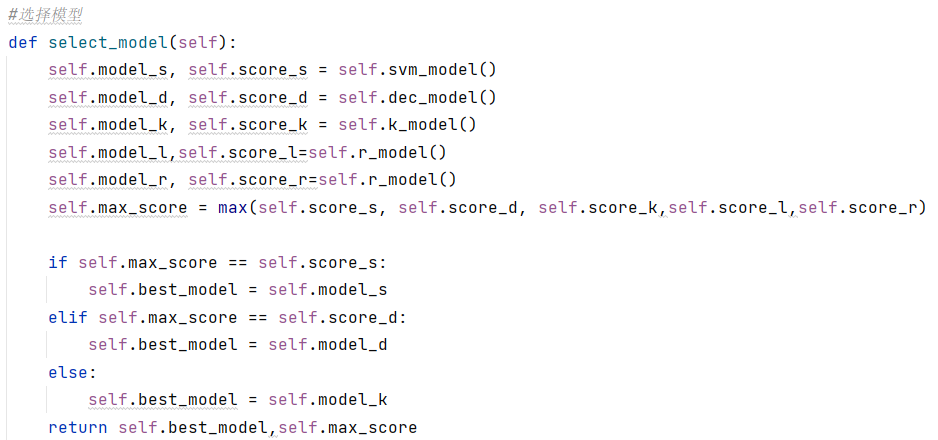 #选择模型
def select_model(self):
    self.model_s, self.score_s = self.svm_model()
    self.model_d, self.score_d = self.dec_model()
    self.model_k, self.score_k = self.k_model()
    self.model_l,self.score_l=self.r_model()
    self.model_r, self.score_r=self.r_model()
    self.max_score = max(self.score_s, self.score_d, self.score_k,self.score_l,self.score_r)
    if self.max_score == self.score_s:
        self.best_model = self.model_s
    elif self.max_score == self.score_d:
        self.best_model = self.model_d
    else:
        self.best_model = self.model_k
    return self.best_model,self.max_score